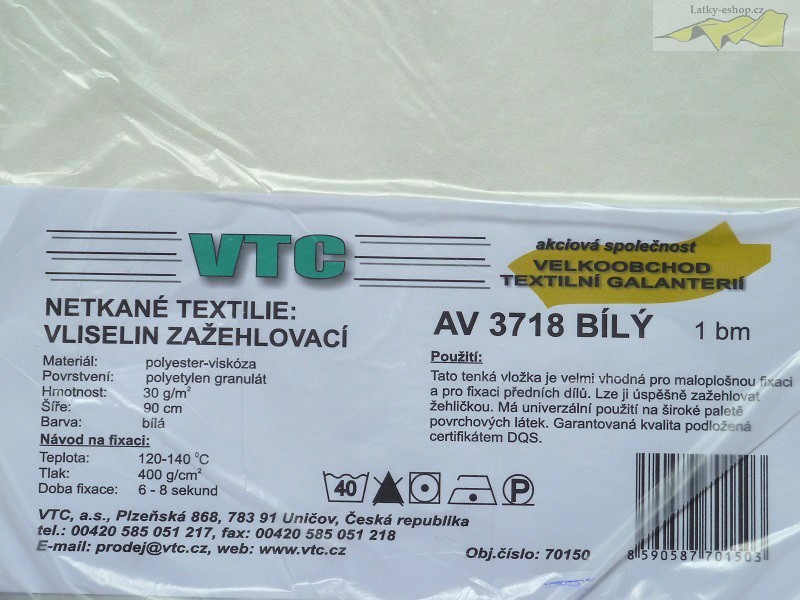 Latky-eshop.cz
VTC
akciová společnost
VELKOOBCHOD
TEXTILNÍ GALANTERIÍ
NETKANÉ TEXTILIE:
VLISELIN ZAŽEHLOVACÍ
AV 3718 BÍLÝ 1 bm
Materiál: polyester-viskóza
Povrstvení: polyetylen granulát
Hmotnost: 30 g/m²
Šíře: 90 cm
Barva: bílá
Návod na fixaci:
Teplota: 120-140 °C
Tlak: 400 g/cm²
Doba fixace: 6 - 8 sekund
Použití:
Tato tenká vložka je velmi vhodná pro maloplošnou fixaci
a pro fixaci předních dílů. Lze ji úspěšně zažehlovat
žehličkou. Má univerzální použití na široké paletě
povrchových látek. Garantovaná kvalita podložená
certifikátem DQS.
40 P
VTC, a.s., Plzeňská 868, 783 91 Uničov, Česká republika
tel.: 00420 585 051 217, fax: 00420 585 051 218
E-mail: prodej@vtc.cz, web: www.vtc.cz
Obj.číslo: 70150
8 590587 701503